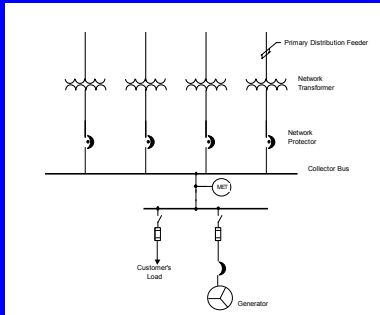 Primary Distribution Feeder
Network
Transformer
Network
Protector
Collector Bus
MET
Customer's
Load
Generator